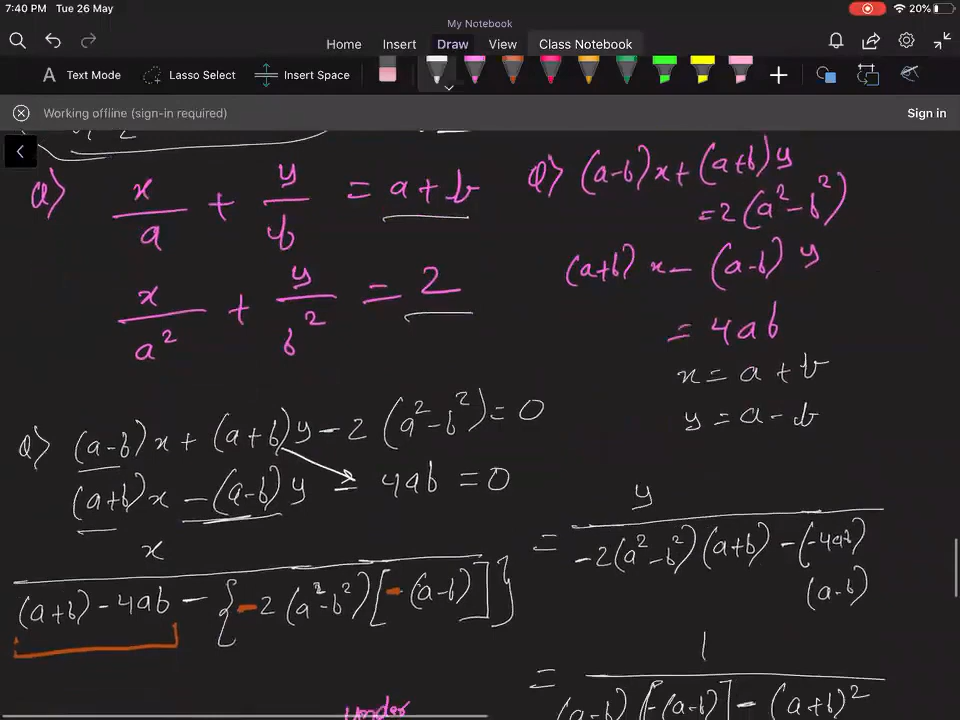 7:40 PM Tue 26 May
20%
My Notebook
Home Insert Draw View Class Notebook
Text Mode Lasso Select Insert Space
Working offline (sign-in required) Sign in
Q) x/a + y/b = a+b
x/a² + y/b² = 2
Q) (a-b)x+(a+b)y
=2(a²-b²)
(a+b) x - (a-b) y
= 4ab
x = a + b
y = a - b
Q) (a-b)x + (a+b)y - 2(a²-b²) = 0
(a+b)x - (a-b)y - 4ab = 0
x/(a+b) - 4ab - {-2(a²-b²)[-(a-b)]}
= y/-2(a²-b²)(a+b) - (-4ab)
(a-b)
= 1/(a-b)[-(a-b)] - (a+b)²
under